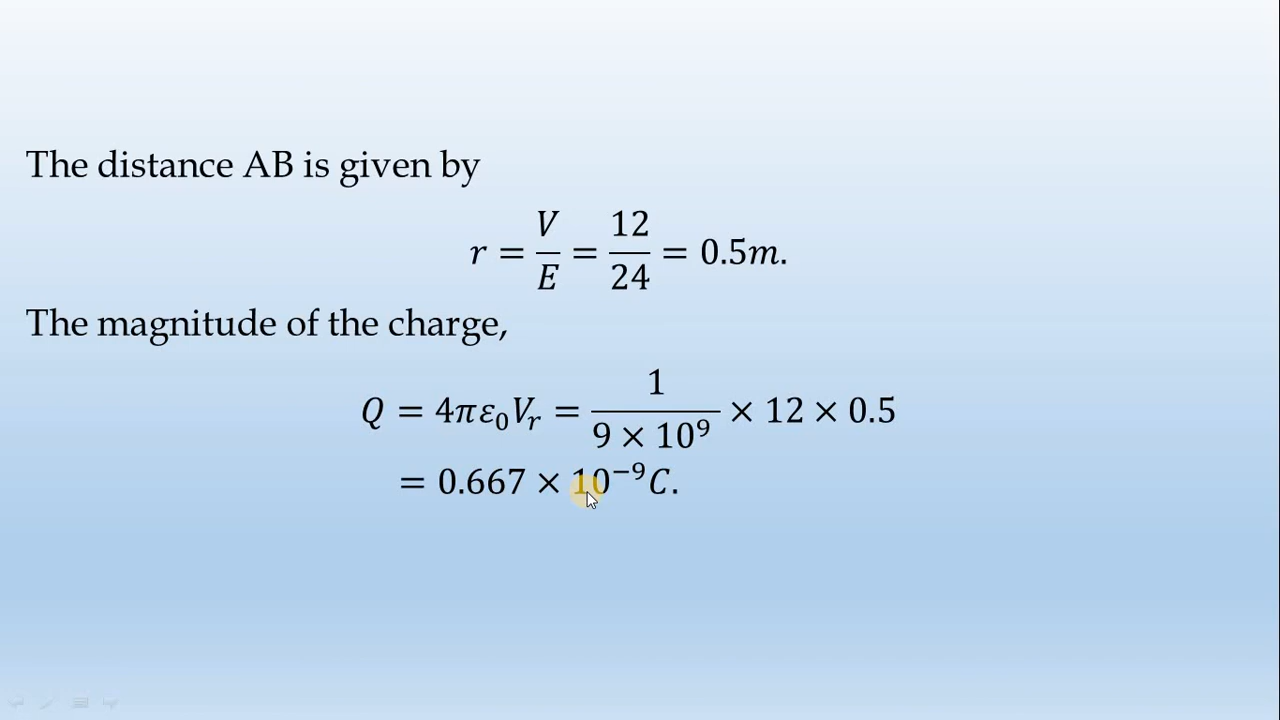 The distance AB is given by
r = V/E = 12/24 = 0.5m.
The magnitude of the charge,
Q = 4πε₀Vᵣ = 1/(9 × 10⁹) × 12 × 0.5
= 0.667 × 10⁻⁹C.